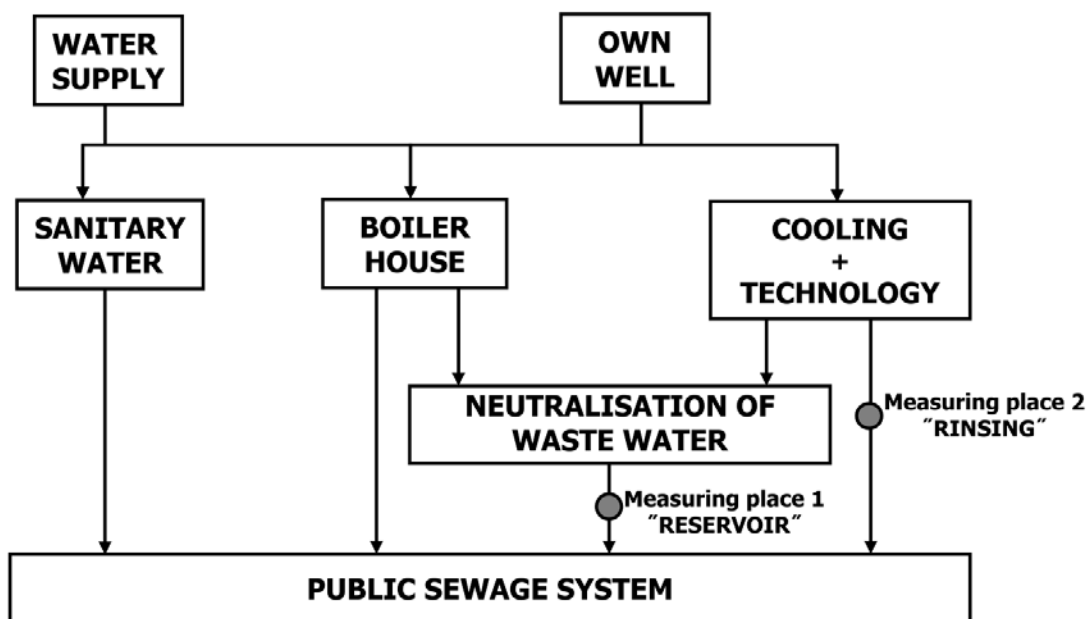 WATER
SUPPLY
OWN
WELL
SANITARY
WATER
BOILER
HOUSE
COOLING
+
TECHNOLOGY
NEUTRALISATION OF
WASTE WATER
Measuring place 2
˝RINSING˝
Measuring place 1
˝RESERVOIR˝
PUBLIC SEWAGE SYSTEM